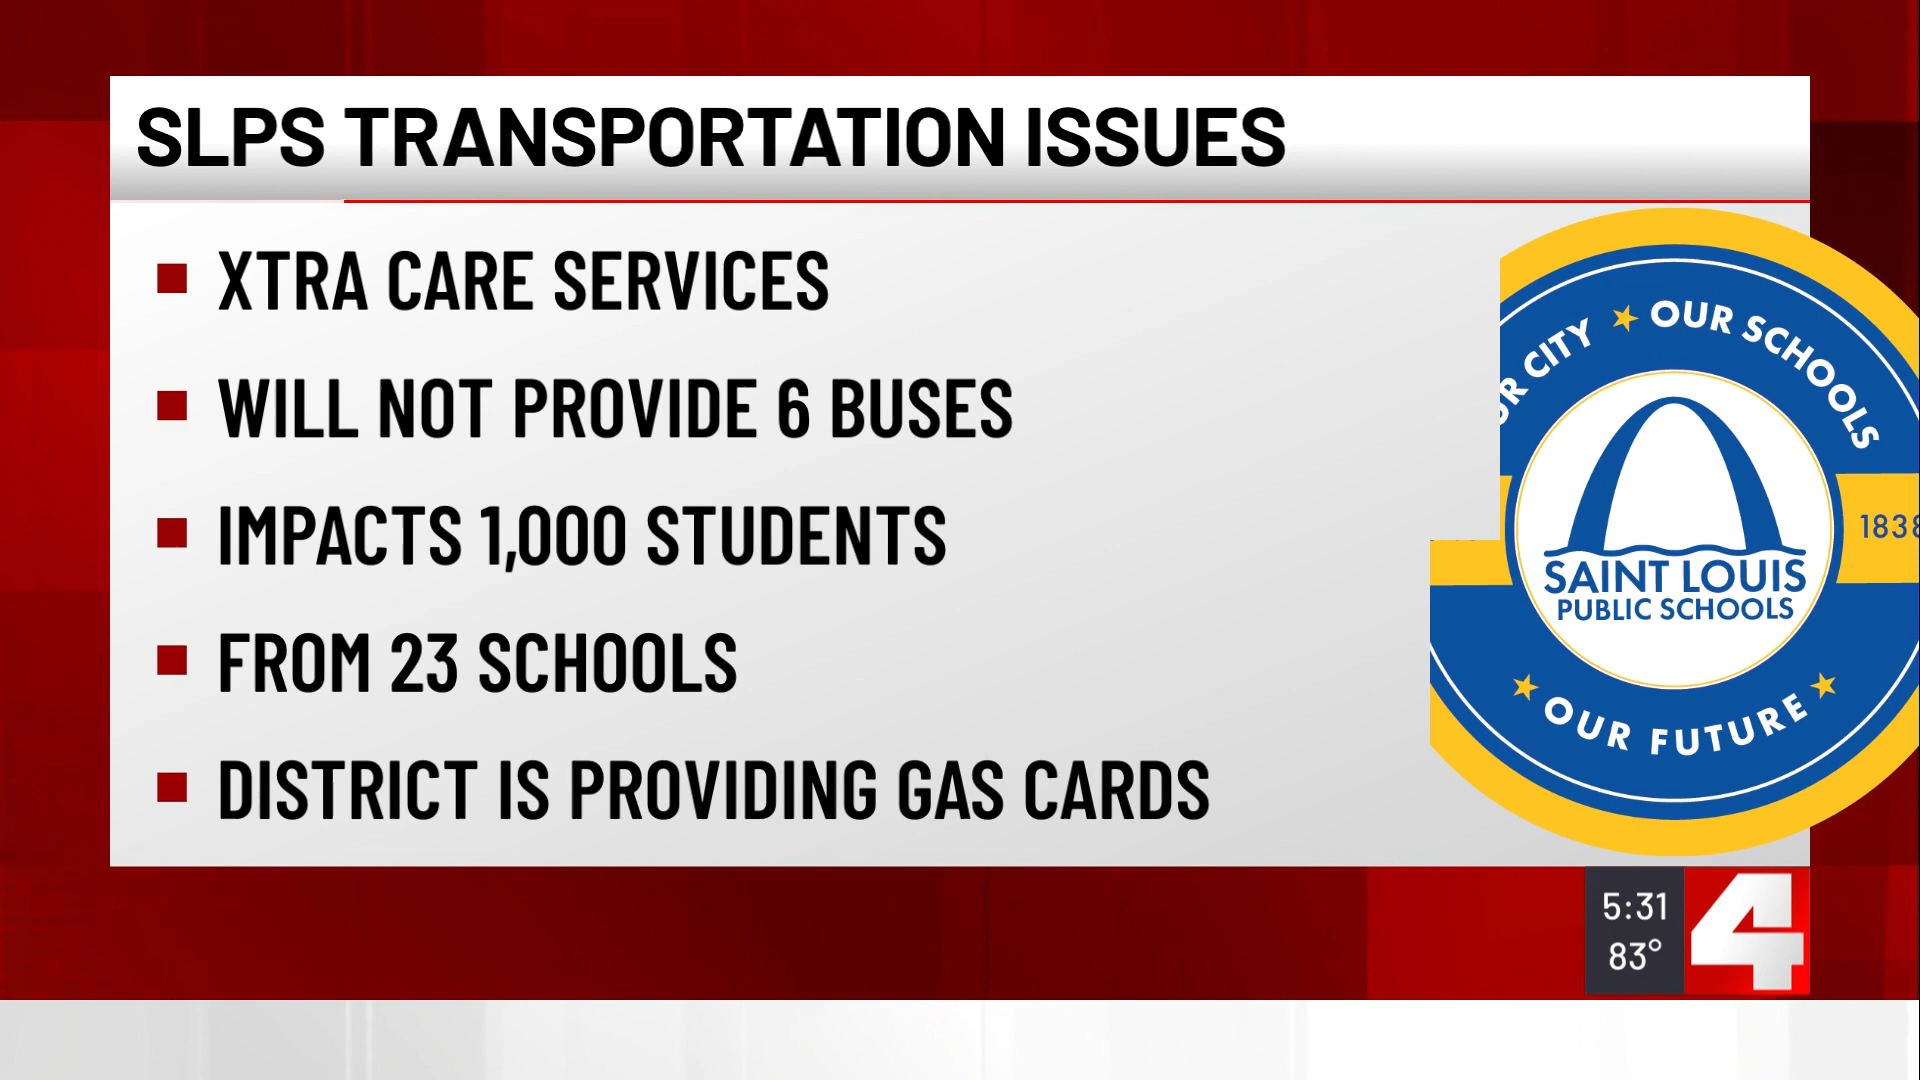 SLPS TRANSPORTATION ISSUES
XTRA CARE SERVICES
WILL NOT PROVIDE 6 BUSES
IMPACTS 1,000 STUDENTS
FROM 23 SCHOOLS
DISTRICT IS PROVIDING GAS CARDS
R CITY ★ OUR SCHOOLS
1838
SAINT LOUIS
PUBLIC SCHOOLS
★ OUR FUTURE ★
5:31
83°
4